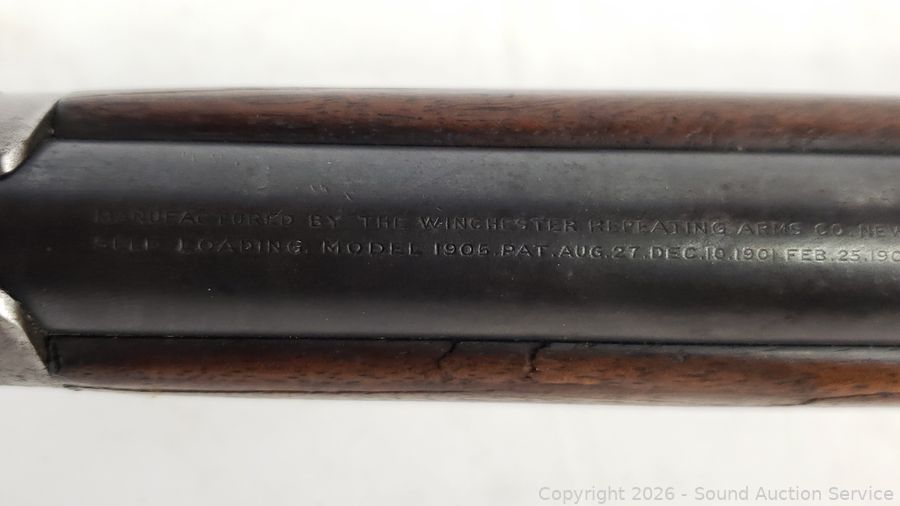 MANUFACTURED BY THE WINCHESTER REPEATING ARMS CO. NEW
SELF LOADING. MODEL 1905. PAT. AUG. 27. DEC. 10. 1901. FEB. 25. 190
Copyright © 2026 - Sound Auction Service